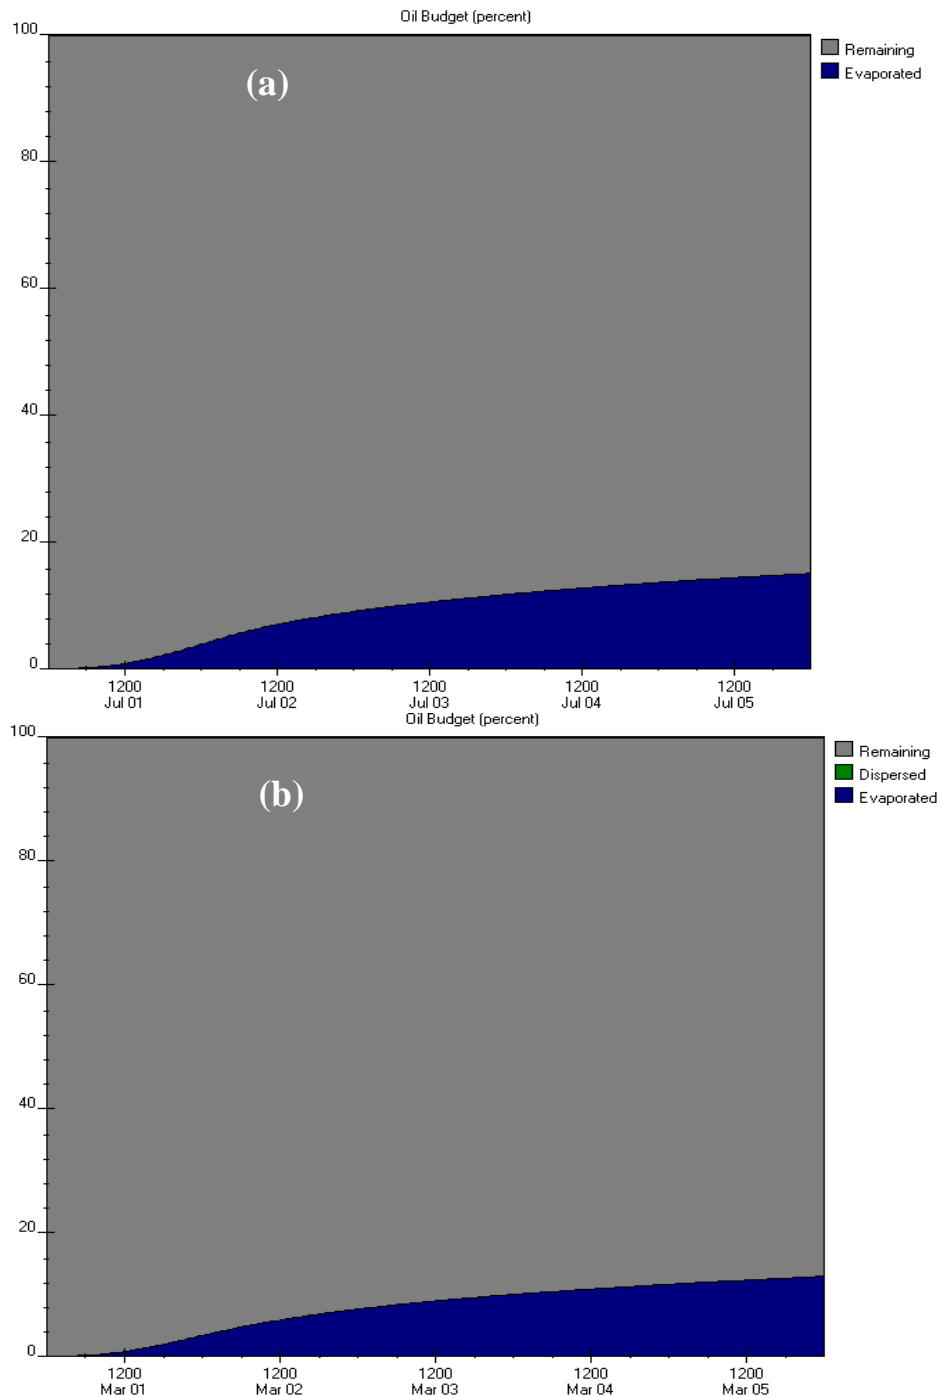 Oil Budget (percent)
100
80
60
40
20
0
(a)
Remaining
Evaporated
1200 1200 1200 1200 1200
Jul 01 Jul 02 Jul 03 Jul 04 Jul 05
Oil Budget (percent)
100
80
60
40
20
0
(b)
Remaining
Dispersed
Evaporated
1200 1200 1200 1200 1200
Mar 01 Mar 02 Mar 03 Mar 04 Mar 05